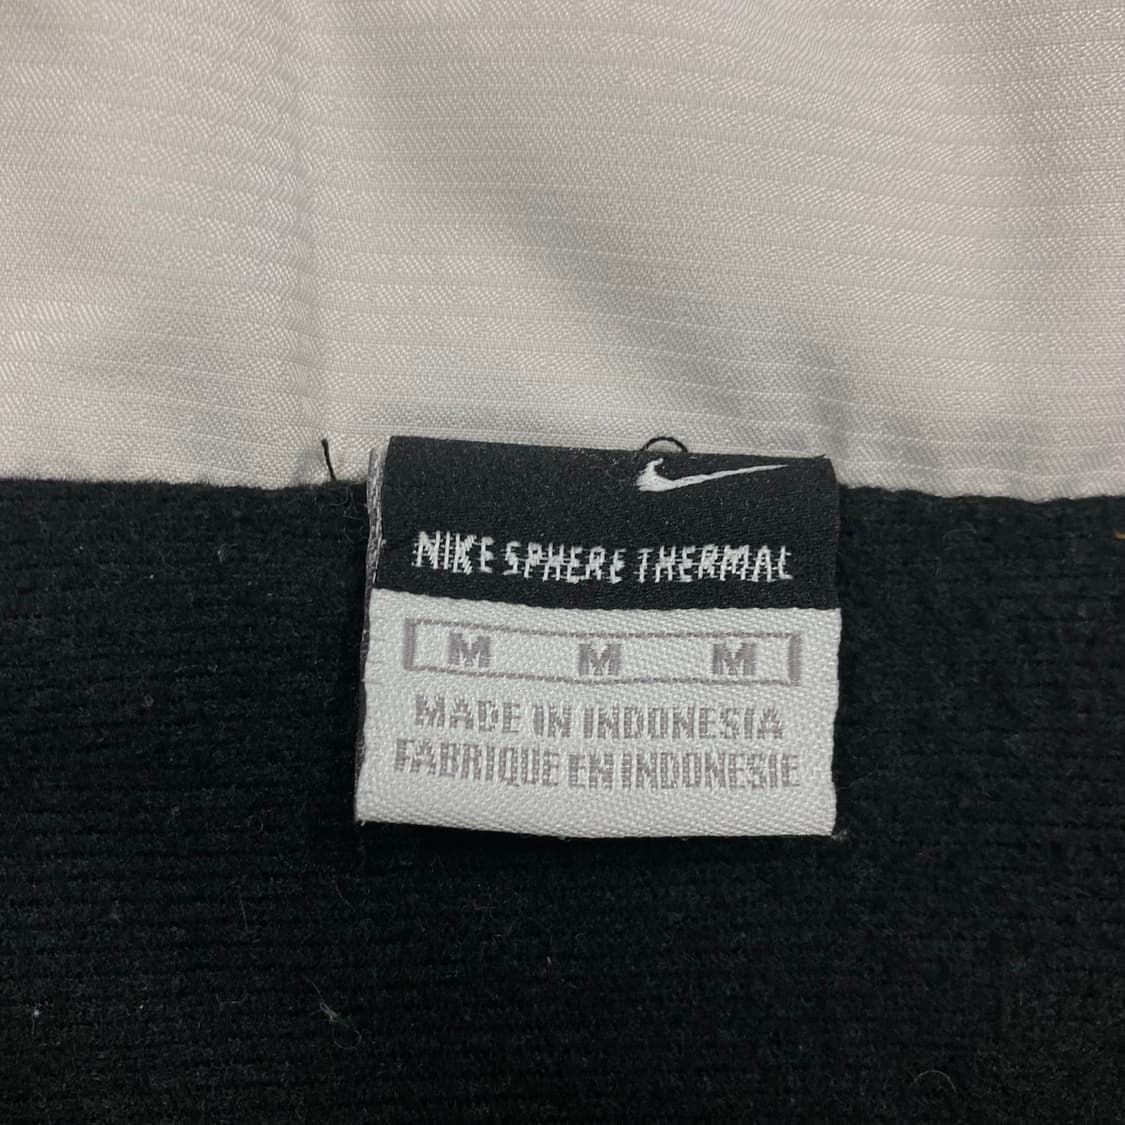 NIKE SPHERE THERMAL
M M M
MADE IN INDONESIA
FABRIQUE EN INDONESIE